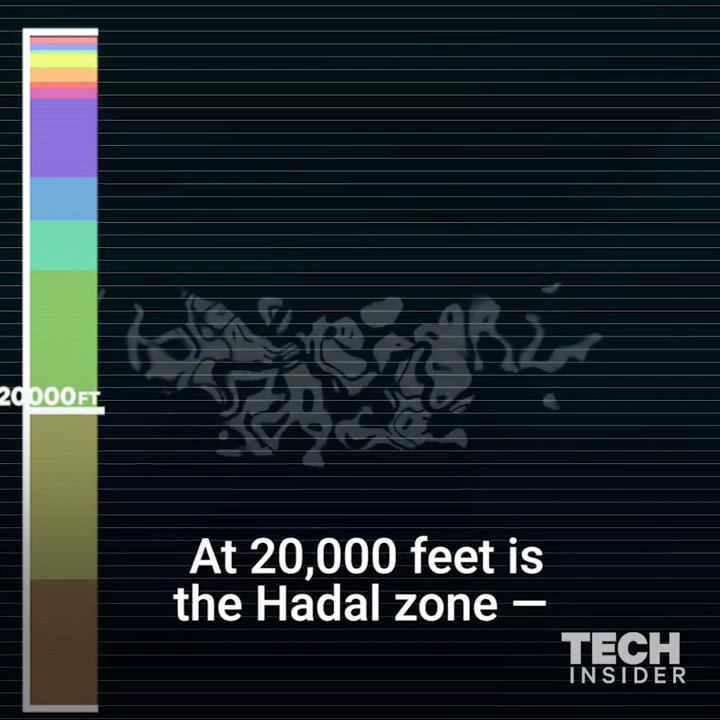 20000FT
At 20,000 feet is
the Hadal zone —
TECH
INSIDER